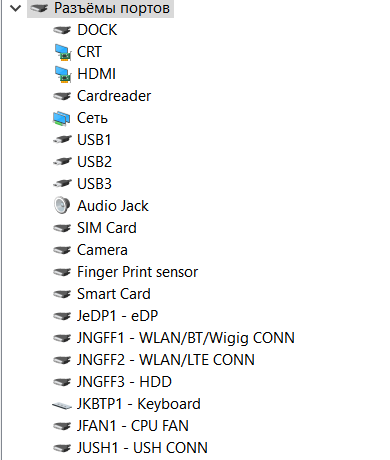 Разъёмы портов
DOCK
CRT
HDMI
Cardreader
Сеть
USB1
USB2
USB3
Audio Jack
SIM Card
Camera
Finger Print sensor
Smart Card
JeDP1 - eDP
JNGFF1 - WLAN/BT/Wigig CONN
JNGFF2 - WLAN/LTE CONN
JNGFF3 - HDD
JKBTP1 - Keyboard
JFAN1 - CPU FAN
JUSH1 - USH CONN